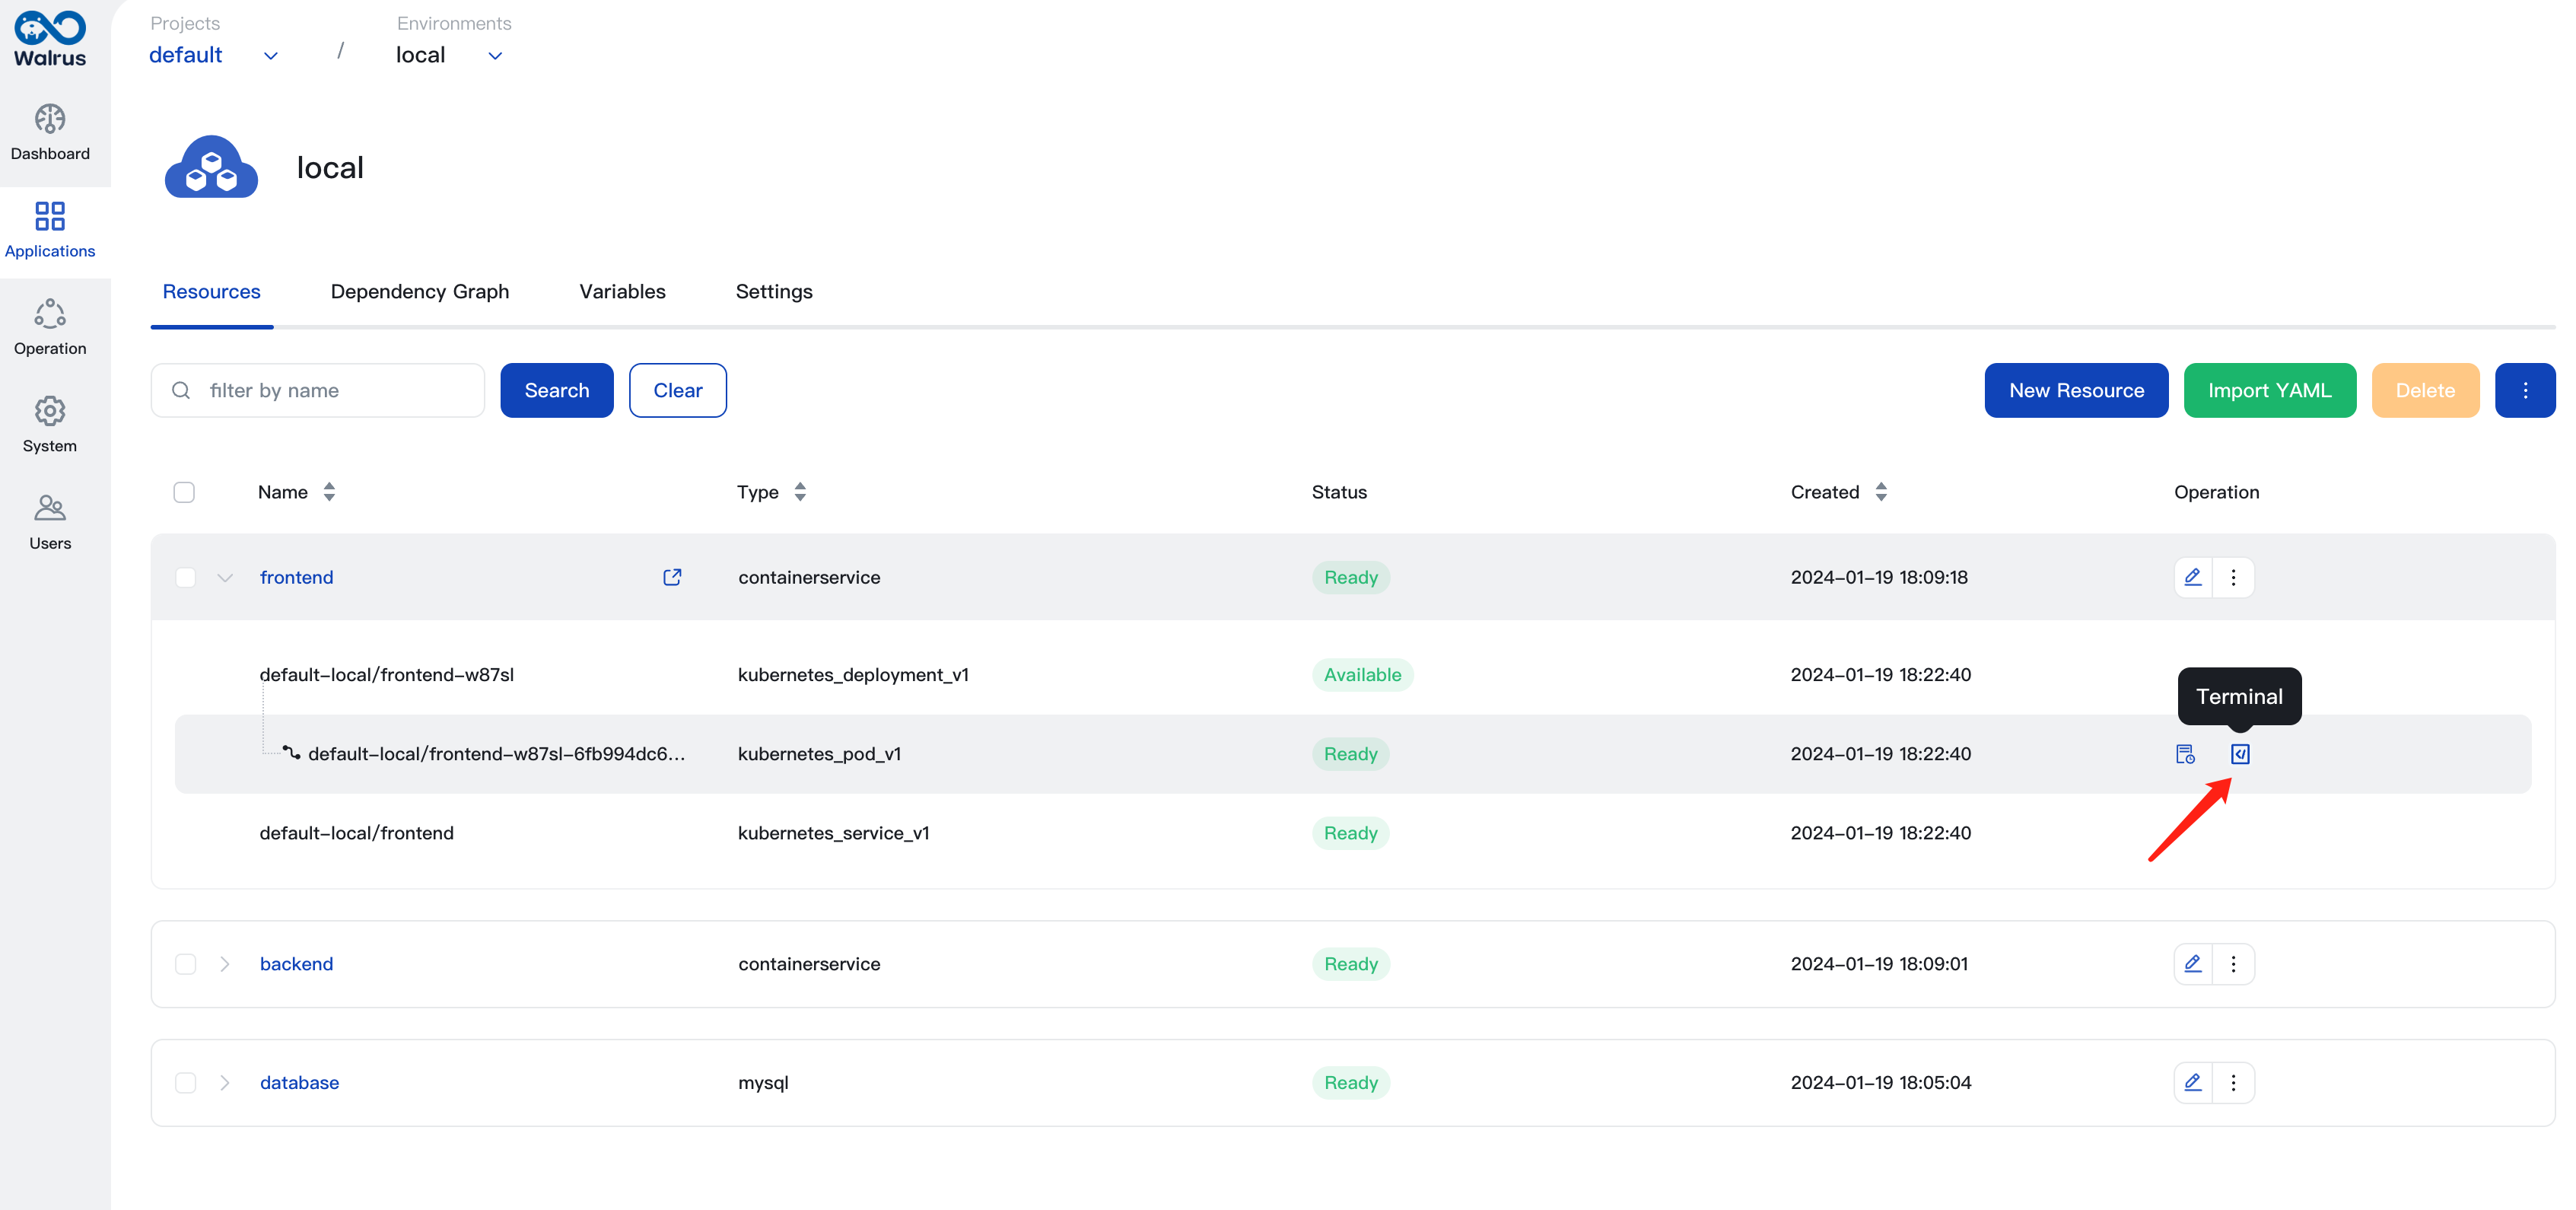 Walrus
Dashboard
Applications
Operation
System
Users
Projects
default
/
Environments
local
local
Resources
Dependency Graph
Variables
Settings
filter by name
Search
Clear
New Resource
Import YAML
Delete
Name
Type
Status
Created
Operation
frontend
containerservice
Ready
2024-01-19 18:09:18
default-local/frontend-w87sl
kubernetes_deployment_v1
Available
2024-01-19 18:22:40
Terminal
default-local/frontend-w87sl-6fb994dc6...
kubernetes_pod_v1
Ready
2024-01-19 18:22:40
default-local/frontend
kubernetes_service_v1
Ready
2024-01-19 18:22:40
backend
containerservice
Ready
2024-01-19 18:09:01
database
mysql
Ready
2024-01-19 18:05:04